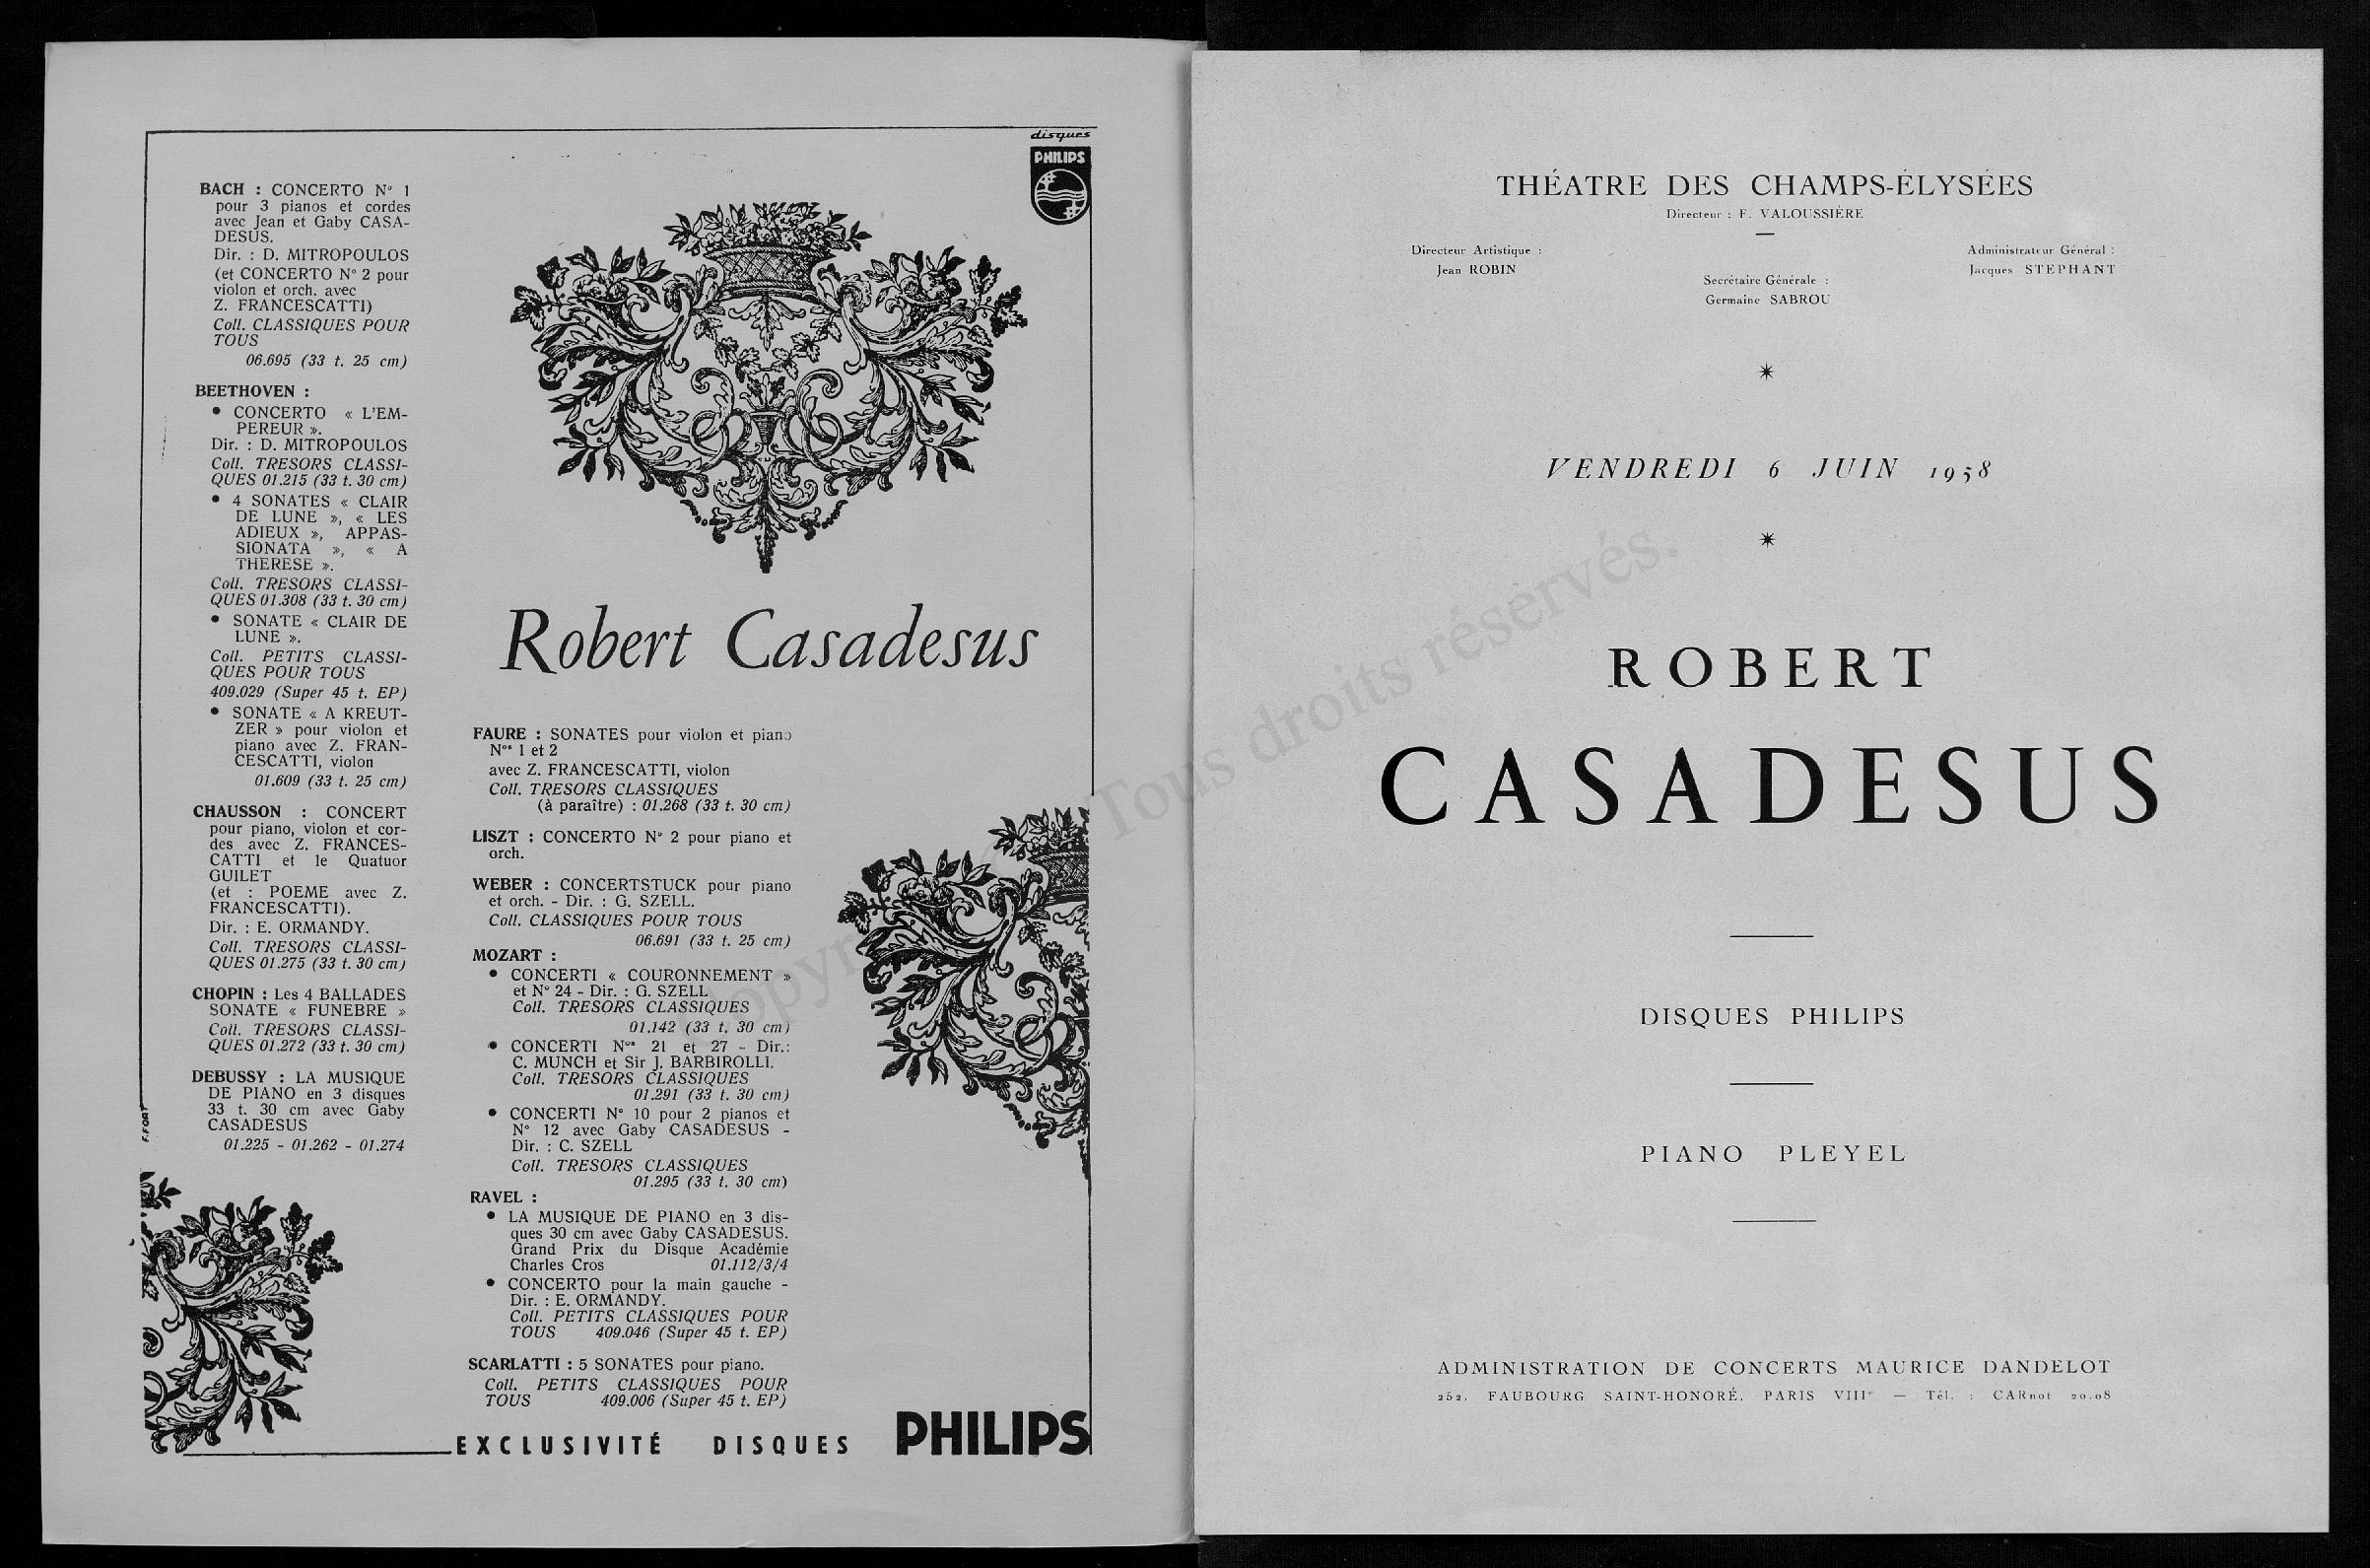 disques
PHILIPS
BACH : CONCERTO N° 1
pour 3 pianos et cordes
avec Jean et Gaby CASA-
DESUS.
Dir. : D. MITROPOULOS
(et CONCERTO N° 2 pour
violon et orch. avec
Z. FRANCESCATTI)
Coll. CLASSIQUES POUR
TOUS
06.695 (33 t. 25 cm)
BEETHOVEN :
• CONCERTO « L'EM-
PEREUR ».
Dir. : D. MITROPOULOS
Coll. TRESORS CLASSI-
QUES 01.215 (33 t. 30 cm)
• 4 SONATES « CLAIR
DE LUNE », « LES
ADIEUX », APPAS-
SIONATA », « A
THERESE ».
Coll. TRESORS CLASSI-
QUES 01.308 (33 t. 30 cm)
• SONATE « CLAIR DE
LUNE ».
Coll. PETITS CLASSI-
QUES POUR TOUS
409.029 (Super 45 t. EP)
• SONATE « A KREUT-
ZER » pour violon et
piano avec Z. FRAN-
CESCATTI, violon
01.609 (33 t. 25 cm)
CHAUSSON : CONCERT
pour piano, violon et cor-
des avec Z. FRANCES-
CATTI et le Quatuor
GUILET
(et : POEME avec Z.
FRANCESCATTI).
Dir. : E. ORMANDY.
Coll. TRESORS CLASSI-
QUES 01.275 (33 t. 30 cm)
CHOPIN : Les 4 BALLADES
SONATE « FUNEBRE »
Coll. TRESORS CLASSI-
QUES 01.272 (33 t. 30 cm)
DEBUSSY : LA MUSIQUE
DE PIANO en 3 disques
33 t. 30 cm avec Gaby
CASADESUS
01.225 - 01.262 - 01.274
F. FORT
Robert Casadesus
FAURE : SONATES pour violon et piano
Nos 1 et 2
avec Z. FRANCESCATTI, violon
Coll. TRESORS CLASSIQUES
(à paraître) : 01.268 (33 t. 30 cm)
LISZT : CONCERTO N° 2 pour piano et
orch.
WEBER : CONCERTSTUCK pour piano
et orch. - Dir. : G. SZELL.
Coll. CLASSIQUES POUR TOUS
06.691 (33 t. 25 cm)
MOZART :
• CONCERTI « COURONNEMENT »
et N° 24 - Dir. : G. SZELL
Coll. TRESORS CLASSIQUES
01.142 (33 t. 30 cm)
• CONCERTI Nos 21 et 27 - Dir.:
C. MUNCH et Sir J. BARBIROLLI.
Coll. TRESORS CLASSIQUES
01.291 (33 t. 30 cm)
• CONCERTI N° 10 pour 2 pianos et
N° 12 avec Gaby CASADESUS -
Dir. : C. SZELL
Coll. TRESORS CLASSIQUES
01.295 (33 t. 30 cm)
RAVEL :
• LA MUSIQUE DE PIANO en 3 dis-
ques 30 cm avec Gaby CASADESUS.
Grand Prix du Disque Académie
Charles Cros 01.112/3/4
• CONCERTO pour la main gauche -
Dir. : E. ORMANDY.
Coll. PETITS CLASSIQUES POUR
TOUS 409.046 (Super 45 t. EP)
SCARLATTI : 5 SONATES pour piano.
Coll. PETITS CLASSIQUES POUR
TOUS 409.006 (Super 45 t. EP)
EXCLUSIVITÉ DISQUES PHILIPS
THÉATRE DES CHAMPS-ÉLYSÉES
Directeur : F. VALOUSSIÈRE
Directeur Artistique :
Jean ROBIN
Secrétaire Générale :
Germaine SABROU
Administrateur Général :
Jacques STEPHANT
VENDREDI 6 JUIN 1958
ROBERT
CASADESUS
DISQUES PHILIPS
PIANO PLEYEL
ADMINISTRATION DE CONCERTS MAURICE DANDELOT
252, FAUBOURG SAINT-HONORÉ, PARIS VIIIe — Tél. : CARnot 20.08
Tous droits réservés.